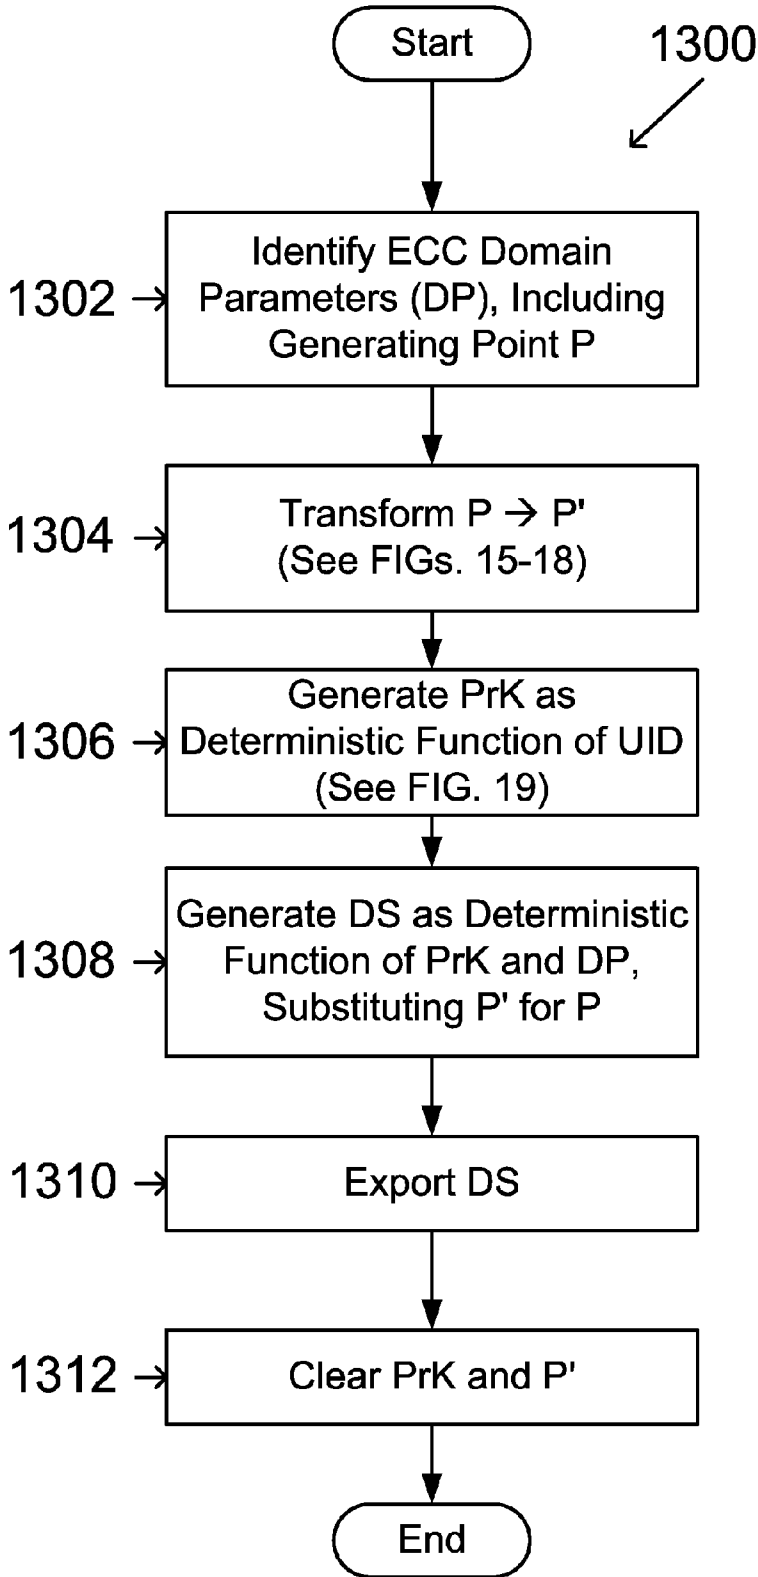 Start
1300
1302
Identify ECC Domain
Parameters (DP), Including
Generating Point P
1304
Transform P → P'
(See FIGs. 15-18)
1306
Generate PrK as
Deterministic Function of UID
(See FIG. 19)
1308
Generate DS as Deterministic
Function of PrK and DP,
Substituting P' for P
1310
Export DS
1312
Clear PrK and P'
End